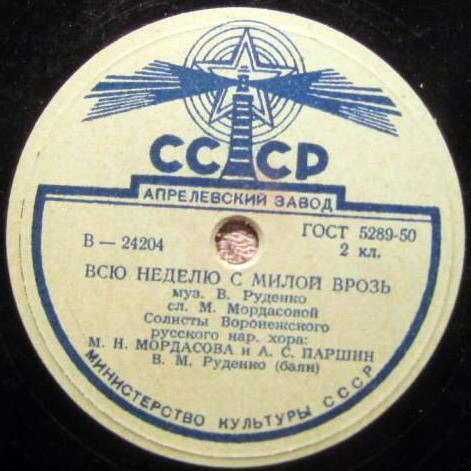 СССР
АПРЕЛЕВСКИЙ ЗАВОД
В — 24204
ГОСТ 5289-50
2 кл.
ВСЮ НЕДЕЛЮ С МИЛОЙ ВРОЗЬ
муз. В. Руденко
сл. М. Мордасовой
Солисты Воронежского
русского нар. хора:
М. Н. МОРДАСОВА и А. С. ПАРШИН
В. М. Руденко (баян)
МИНИСТЕРСТВО КУЛЬТУРЫ СССР